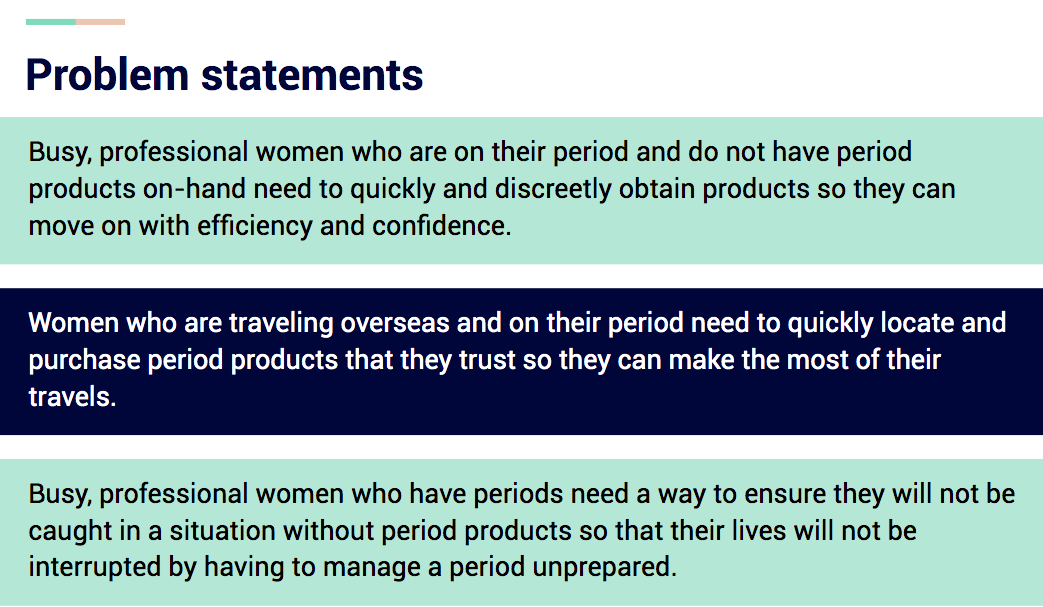 Problem statements
Busy, professional women who are on their period and do not have period
products on-hand need to quickly and discreetly obtain products so they can
move on with efficiency and confidence.
Women who are traveling overseas and on their period need to quickly locate and
purchase period products that they trust so they can make the most of their
travels.
Busy, professional women who have periods need a way to ensure they will not be
caught in a situation without period products so that their lives will not be
interrupted by having to manage a period unprepared.